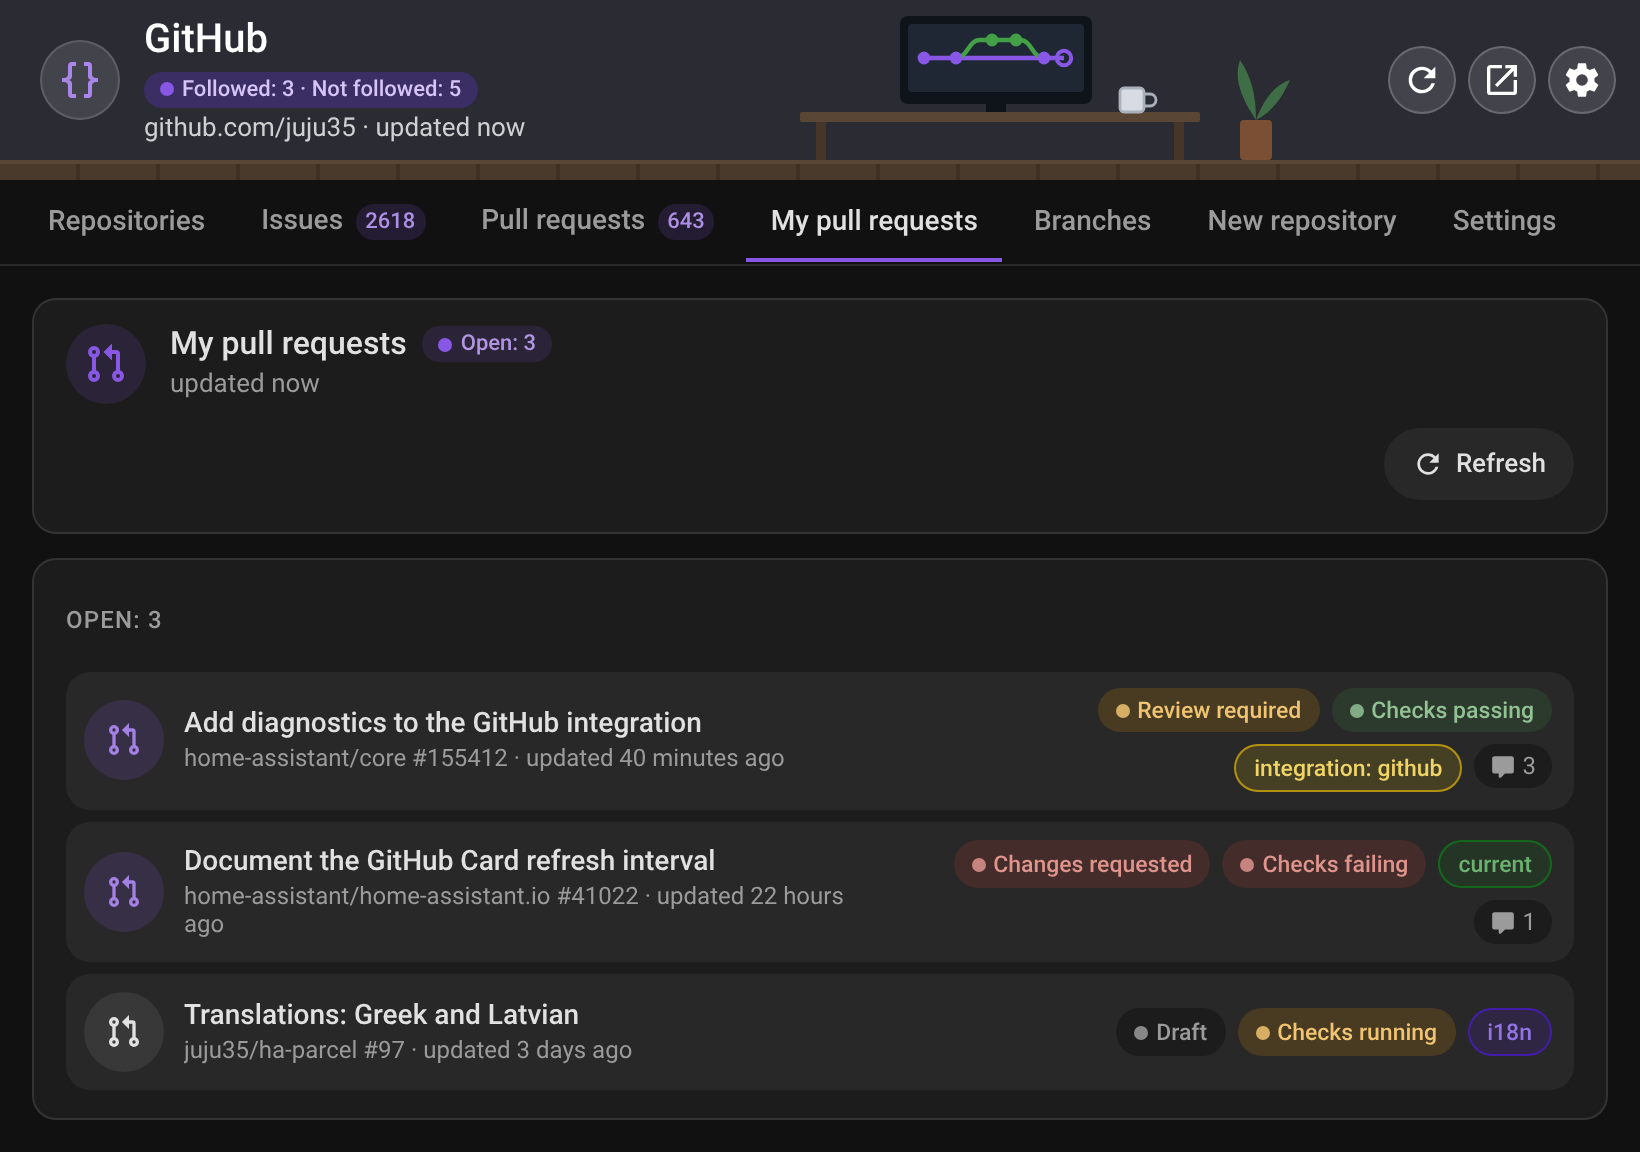 GitHub
Followed: 3 · Not followed: 5
github.com/juju35 · updated now
Repositories
Issues 2618
Pull requests 643
My pull requests
Branches
New repository
Settings
My pull requests
Open: 3
updated now
Refresh
OPEN: 3
Add diagnostics to the GitHub integration
home-assistant/core #155412 · updated 40 minutes ago
Review required
Checks passing
integration: github
3
Document the GitHub Card refresh interval
home-assistant/home-assistant.io #41022 · updated 22 hours
ago
Changes requested
Checks failing
current
1
Translations: Greek and Latvian
juju35/ha-parcel #97 · updated 3 days ago
Draft
Checks running
i18n